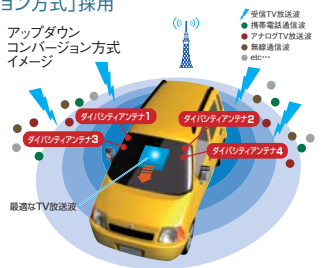 ョン方式」採用
アップダウン
コンバージョン方式
イメージ
受信TV放送波
携帯電話通信波
アナログTV放送波
無線通信波
etc…
ダイバシティアンテナ1
ダイバシティアンテナ2
ダイバシティアンテナ3
ダイバシティアンテナ4
最適なTV放送波